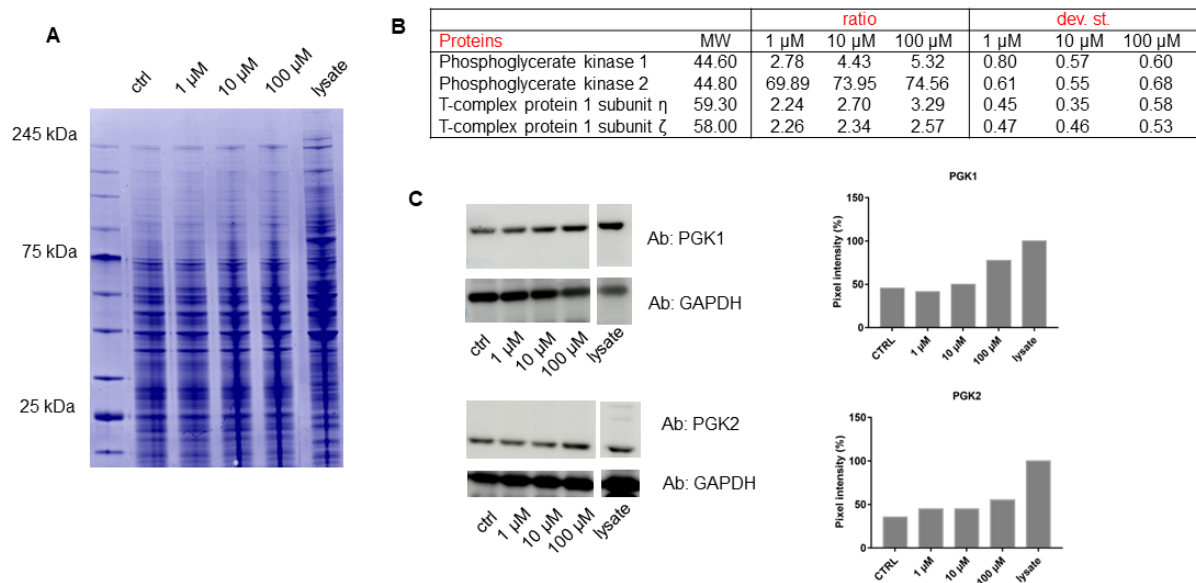 A
ctrl
1 µM
10 µM
100 µM
lysate
245 kDa
75 kDa
25 kDa
B
ratio dev. st.
Proteins MW 1 µM 10 µM 100 µM 1 µM 10 µM 100 µM
Phosphoglycerate kinase 1 44.60 2.78 4.43 5.32 0.80 0.57 0.60
Phosphoglycerate kinase 2 44.80 69.89 73.95 74.56 0.61 0.55 0.68
T-complex protein 1 subunit η 59.30 2.24 2.70 3.29 0.45 0.35 0.58
T-complex protein 1 subunit ζ 58.00 2.26 2.34 2.57 0.47 0.46 0.53
C
Ab: PGK1
Ab: GAPDH
ctrl
1 µM
10 µM
100 µM
lysate
PGK1
Pixel intensity (%)
150
100
50
0
CTRL
1 µM
10 µM
100 µM
lysate
Ab: PGK2
Ab: GAPDH
ctrl
1 µM
10 µM
100 µM
lysate
PGK2
Pixel intensity (%)
150
100
50
0
CTRL
1 µM
10 µM
100 µM
lysate